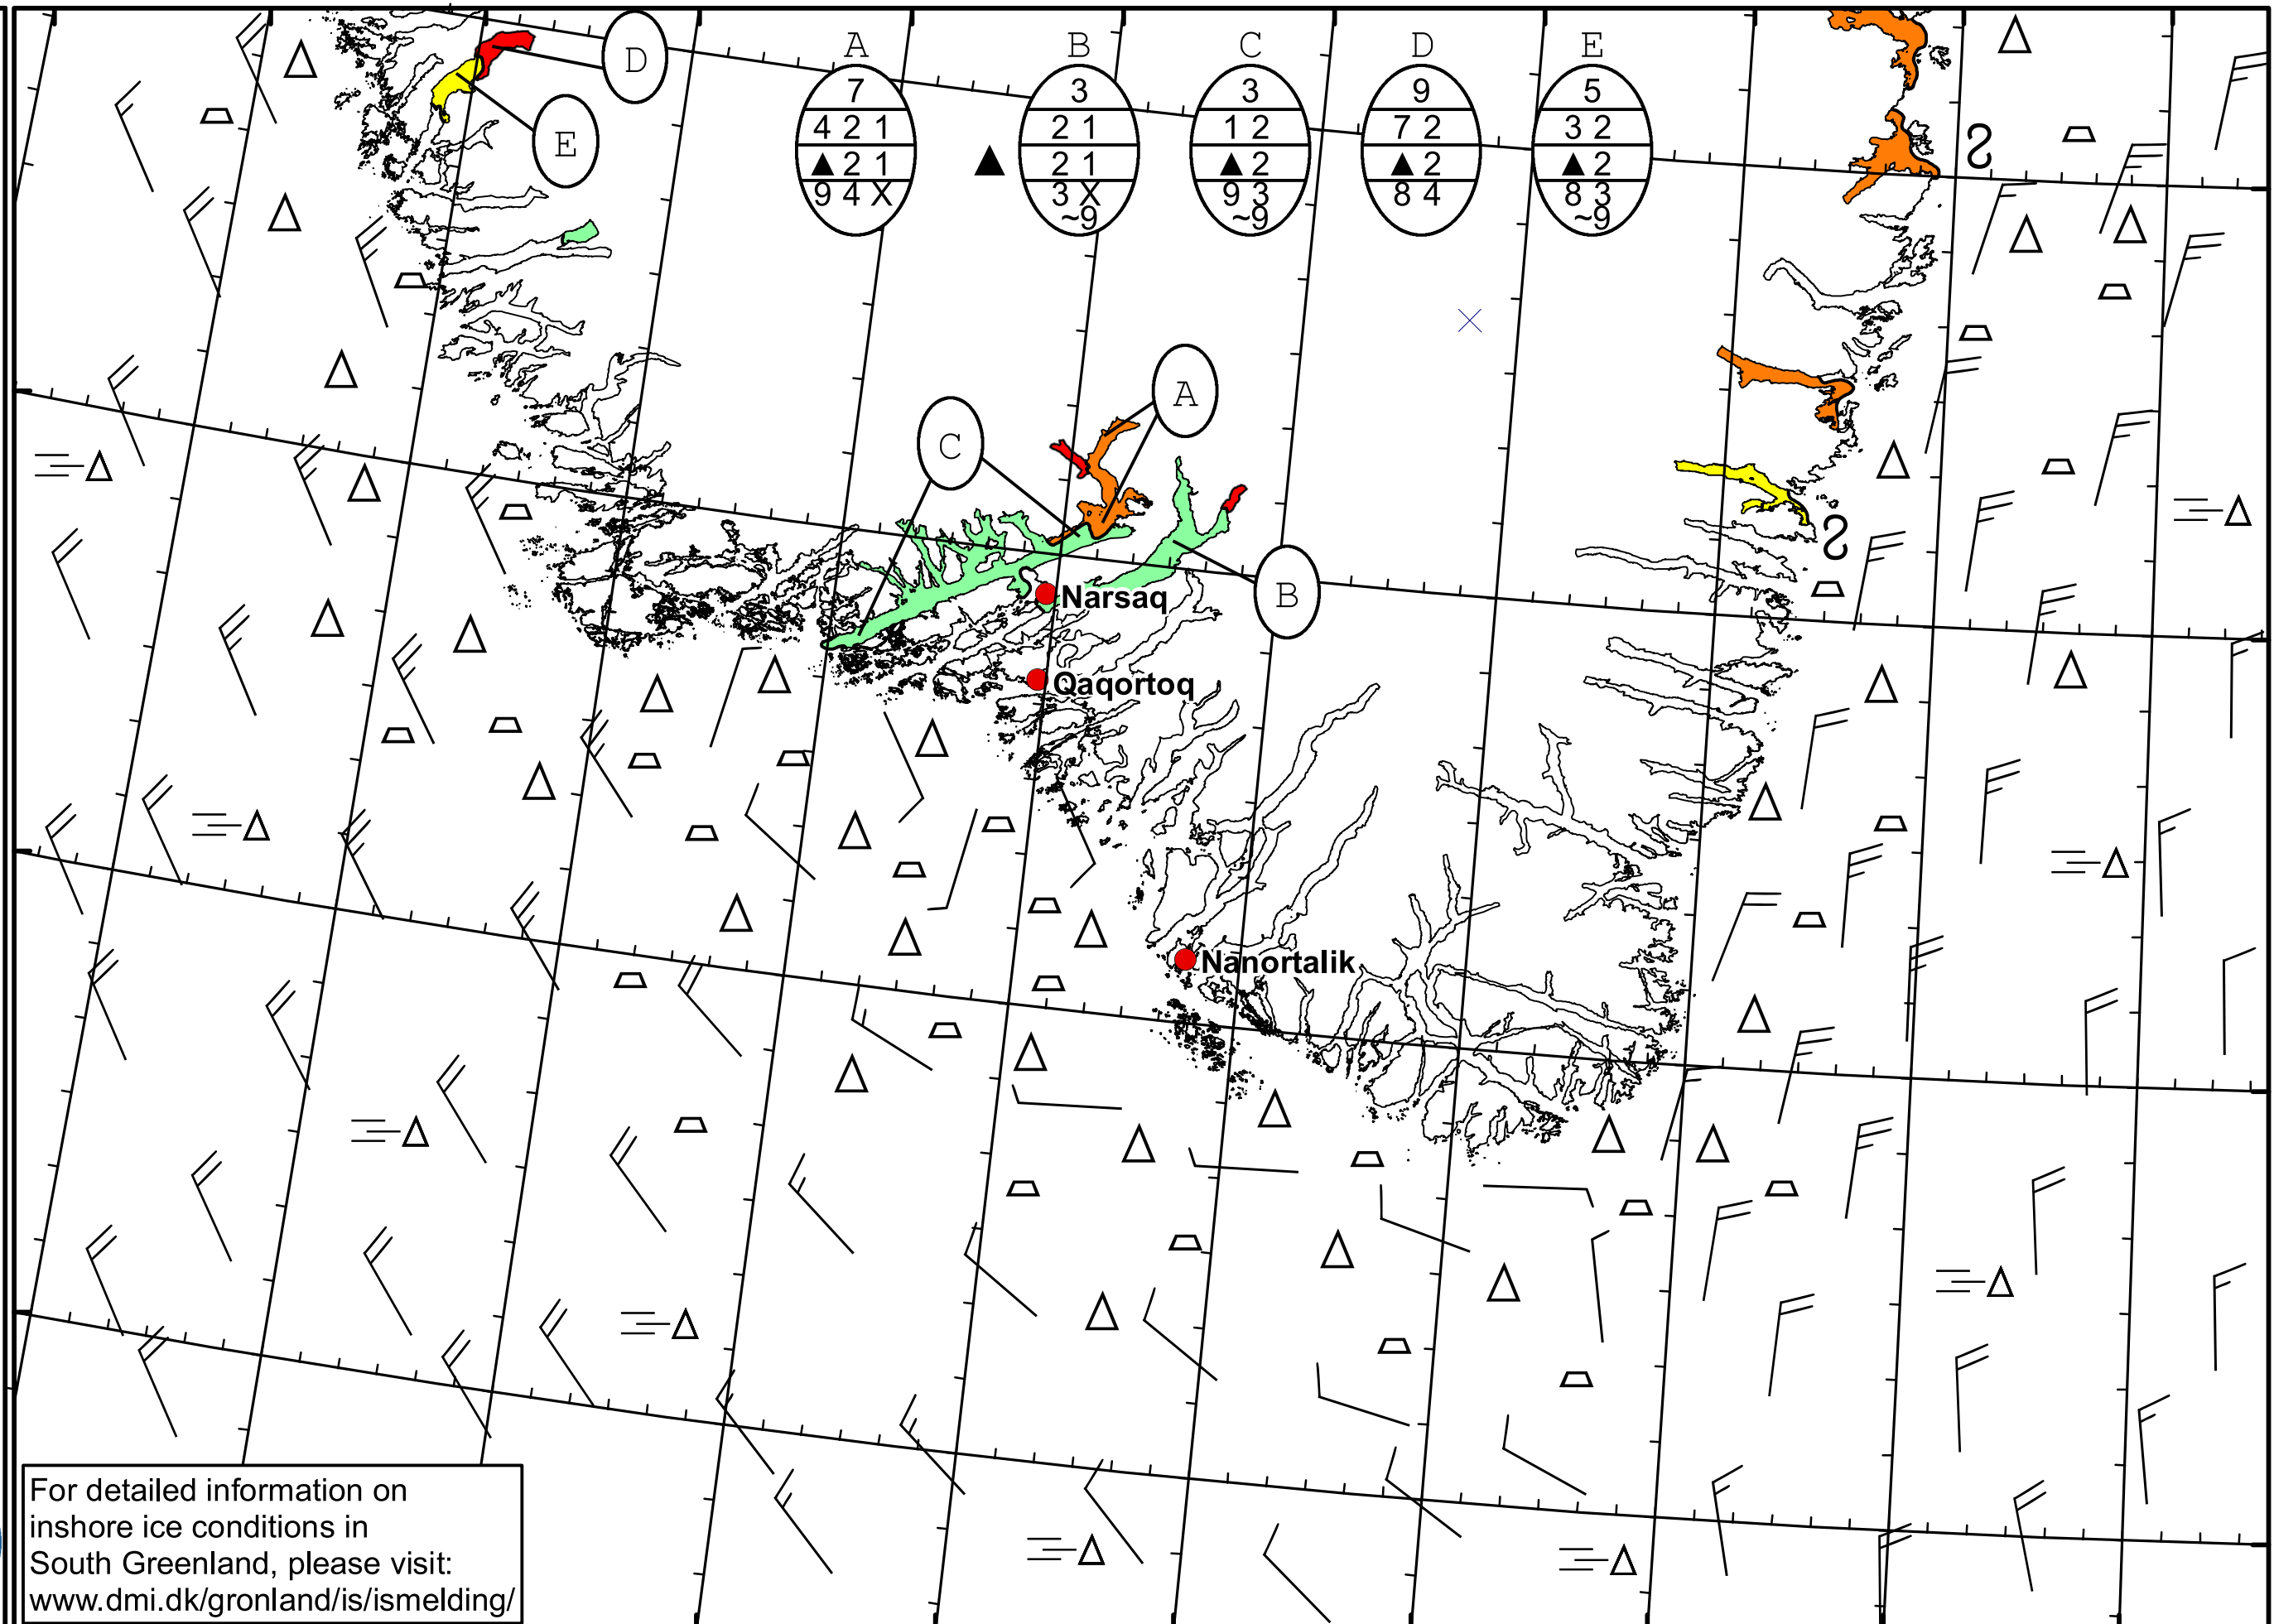 A B C D E
7 3 3 9 5
4 2 1 2 1 1 2 7 2 3 2
▲ 2 1 ▲ 2 1 ▲ 2 ▲ 2 ▲ 2
9 4 X 3 X 9 3 8 4 8 3
~9 ~9 ~9
D
E
A
C
B
Narsaq
Qaqortoq
Nanortalik
For detailed information on
inshore ice conditions in
South Greenland, please visit:
www.dmi.dk/gronland/is/ismelding/